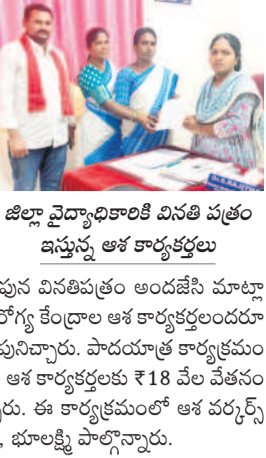 జిల్లా వైద్యాధికారికి వినతి పత్రం
ఇస్తున్న ఆశ కార్యకర్తలు
పున వినతిపత్రం అందజేసి మాట్లా
రోగ్య కేంద్రాల ఆశ కార్యకర్తలందరూ
పునిచ్చారు. పాదయాత్ర కార్యక్రమం
ఆశ కార్యకర్తలకు ₹18 వేల వేతనం
రు. ఈ కార్యక్రమంలో ఆశ వర్కర్స్
, భూలక్ష్మి పాల్గొన్నారు.